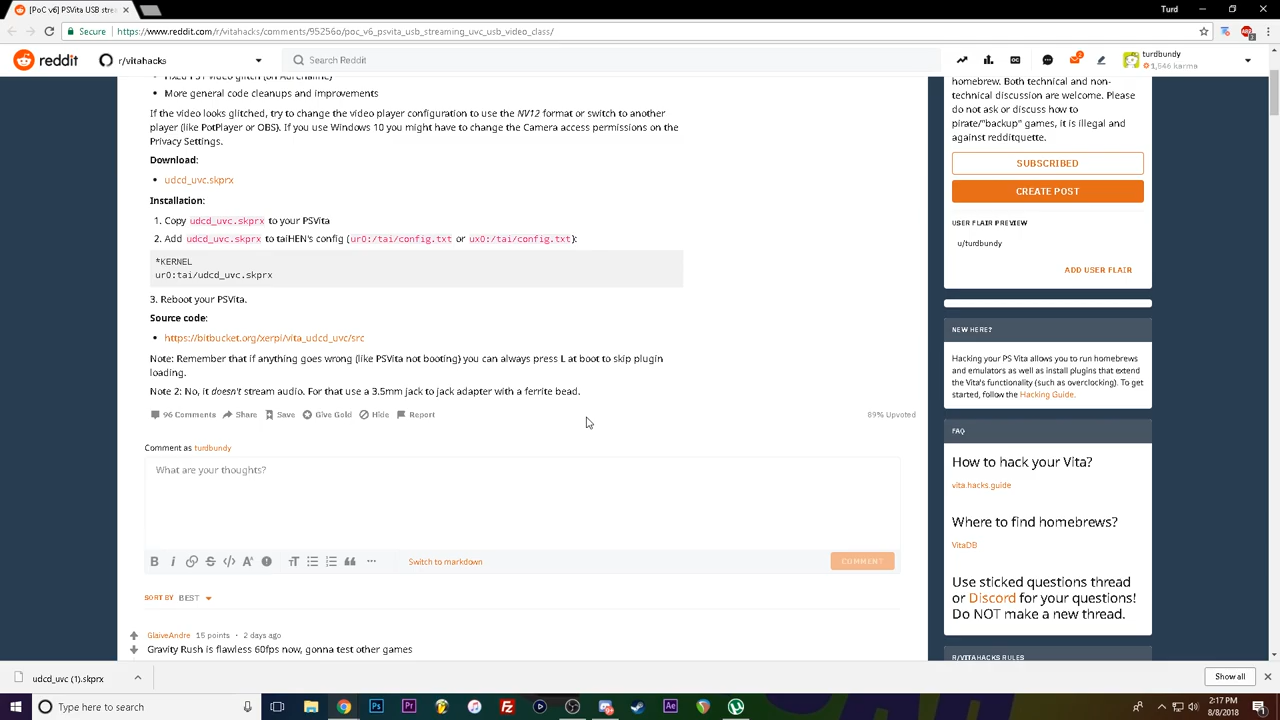 [PoC v6] PSVita USB stre
Turd
Secure
https://www.reddit.com/r/vitahacks/comments/95256o/poc_v6_psvita_usb_streaming_uvc_usb_video_class/
reddit
r/vitahacks
Search Reddit
turdbundy
1,546 karma
More general code cleanups and improvements
If the video looks glitched, try to change the video player configuration to use the NV12 format or switch to another
player (like PotPlayer or OBS). If you use Windows 10 you might have to change the Camera access permissions on the
Privacy Settings.
Download:
udcd_uvc.skprx
Installation:
1. Copy udcd_uvc.skprx to your PSVita
2. Add udcd_uvc.skprx to taiHEN's config (ur0:/tai/config.txt or ux0:/tai/config.txt):
*KERNEL
ur0:tai/udcd_uvc.skprx
3. Reboot your PSVita.
Source code:
https://bitbucket.org/xerpi/vita_udcd_uvc/src
Note: Remember that if anything goes wrong (like PSVita not booting) you can always press L at boot to skip plugin
loading.
Note 2: No, it doesn't stream audio. For that use a 3.5mm jack to jack adapter with a ferrite bead.
96 Comments Share Save Give Gold Hide Report
89% Upvoted
Comment as turdbundy
What are your thoughts?
Switch to markdown
COMMENT
SORT BY BEST
GlaiveAndre 15 points · 2 days ago
Gravity Rush is flawless 60fps now, gonna test other games
homebrew. Both technical and non-
technical discussion are welcome. Please
do not ask or discuss how to
pirate/"backup" games, it is illegal and
against redditquette.
SUBSCRIBED
CREATE POST
USER FLAIR PREVIEW
u/turdbundy
ADD USER FLAIR
NEW HERE?
Hacking your PS Vita allows you to run homebrews
and emulators as well as install plugins that extend
the Vita's functionality (such as overclocking). To get
started, follow the Hacking Guide.
FAQ
How to hack your Vita?
vita.hacks.guide
Where to find homebrews?
VitaDB
Use sticked questions thread
or Discord for your questions!
Do NOT make a new thread.
R/VITAHACKS RULES
udcd_uvc (1).skprx
Show all
Type here to search
2:17 PM
8/8/2018